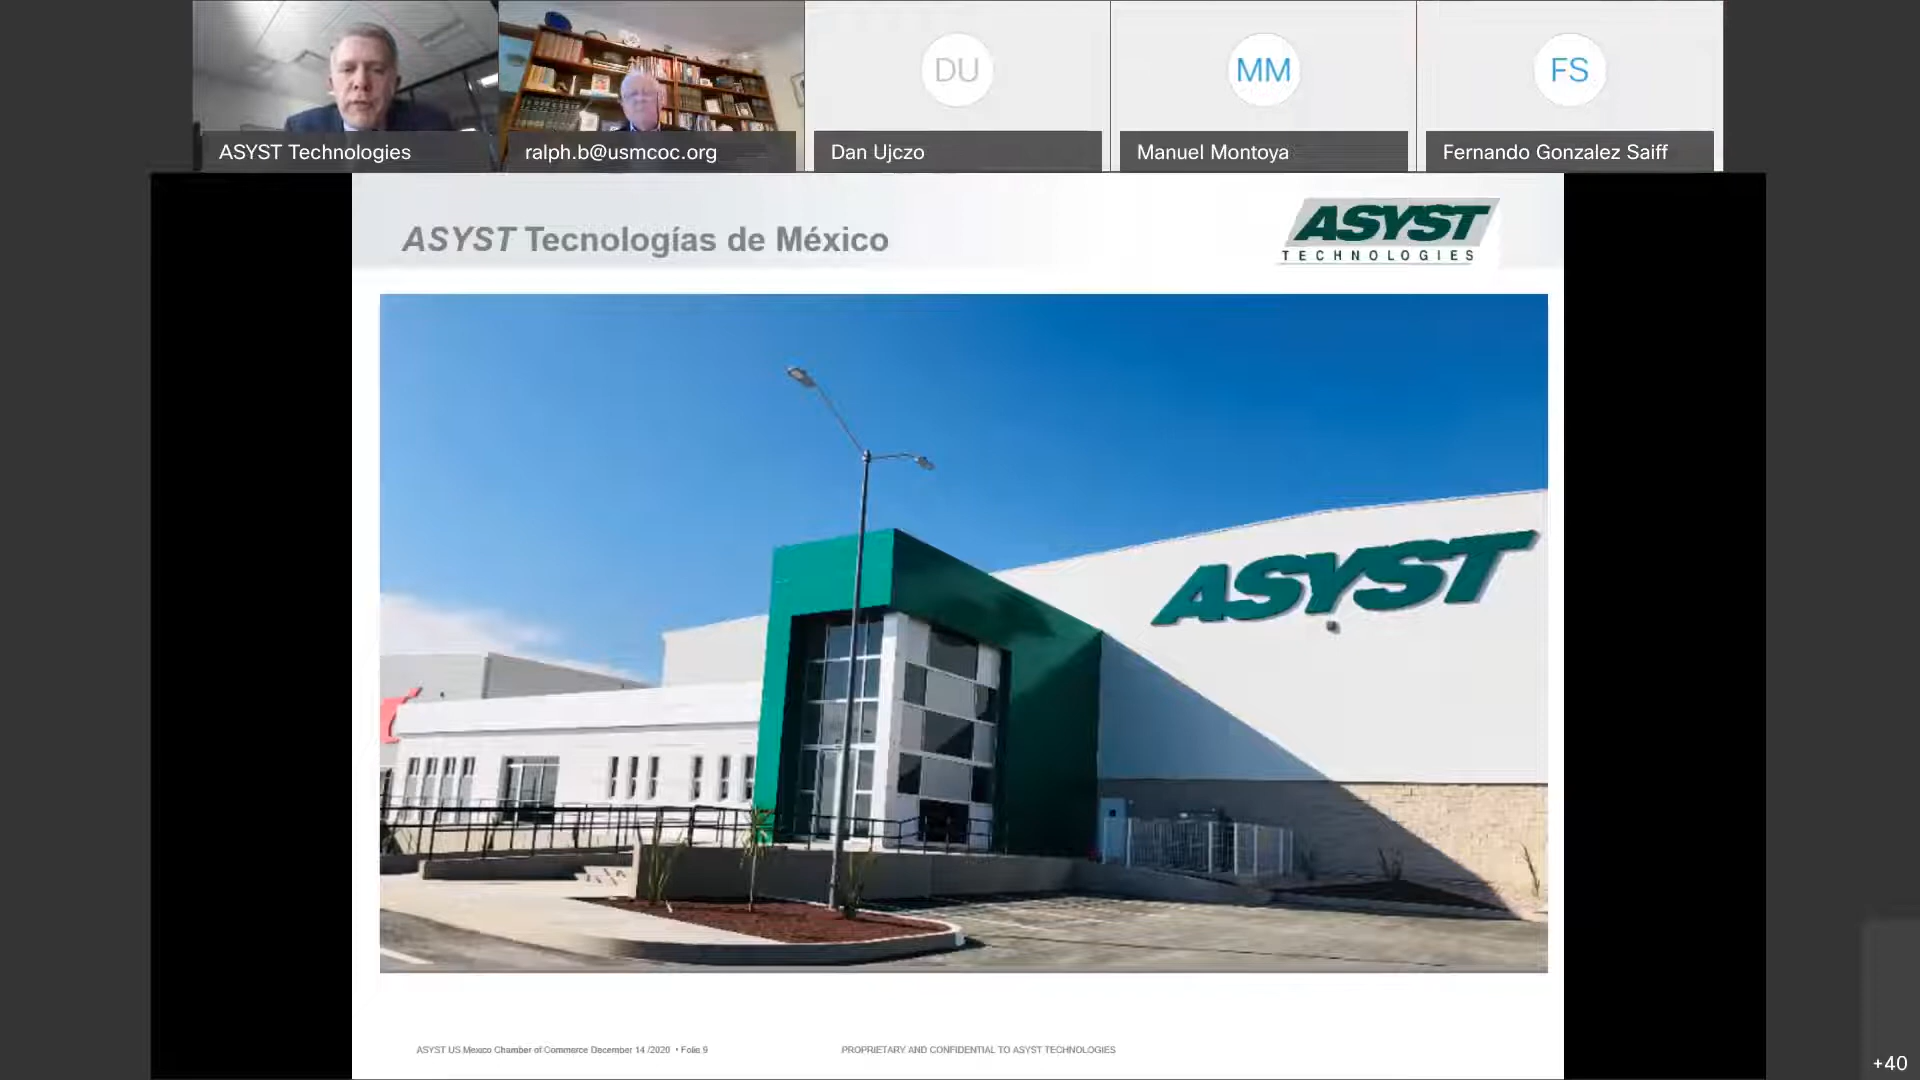 DU
MM
FS
ASYST Technologies
ralph.b@usmcoc.org
Dan Ujczo
Manuel Montoya
Fernando Gonzalez Saiff
ASYST Tecnologías de México
ASYST
TECHNOLOGIES
ASYST
ASYST US Mexico Chamber of Commerce December 14 /2020 • Folie 9
PROPRIETARY AND CONFIDENTIAL TO ASYST TECHNOLOGIES
+40